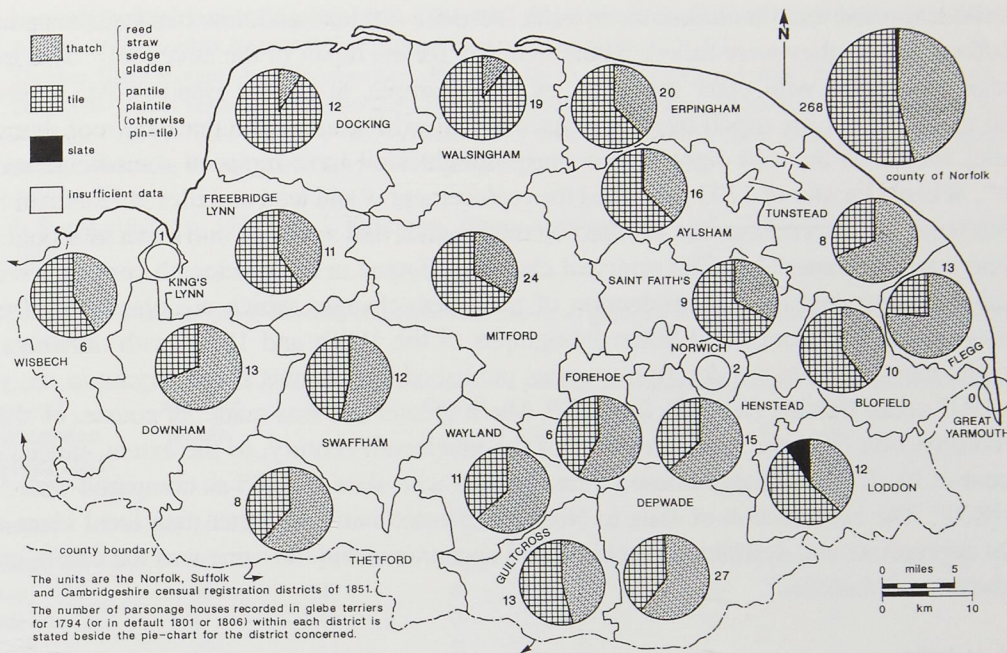 thatch
reed
straw
sedge
gladden
tile
pantile
plaintile
(otherwise
pin-tile)
slate
insufficient data
N
268
county of Norfolk
12
DOCKING
19
WALSINGHAM
20
ERPINGHAM
16
AYLSHAM
TUNSTEAD
8
FREEBRIDGE
LYNN
11
1
KING'S
LYNN
6
WISBECH
24
MITFORD
SAINT FAITH'S
9
13
FLEGG
10
BLOFIELD
NORWICH
2
13
DOWNHAM
12
SWAFFHAM
FOREHOE
6
WAYLAND
11
HENSTEAD
15
DEPWADE
0
GREAT
YARMOUTH
12
LODDON
8
THETFORD
GUILTCROSS
13
27
county boundary
The units are the Norfolk, Suffolk
and Cambridgeshire censual registration districts of 1851.
The number of parsonage houses recorded in glebe terriers
for 1794 (or in default 1801 or 1806) within each district is
stated beside the pie-chart for the district concerned.
0 miles 5
0 km 10